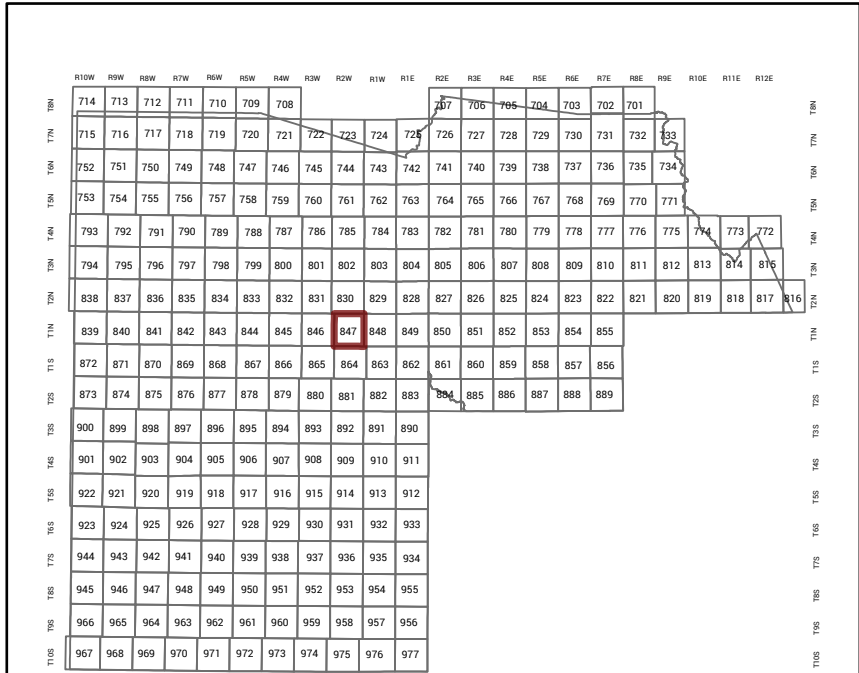 R10W R9W R8W R7W R6W R5W R4W R3W R2W R1W R1E R2E R3E R4E R5E R6E R7E R8E R9E R10E R11E R12E
T8N 714 713 712 711 710 709 708 707 706 705 704 703 702 701 T8N
T7N 715 716 717 718 719 720 721 722 723 724 725 726 727 728 729 730 731 732 733 T7N
T6N 752 751 750 749 748 747 746 745 744 743 742 741 740 739 738 737 736 735 734 T6N
T5N 753 754 755 756 757 758 759 760 761 762 763 764 765 766 767 768 769 770 771 T5N
T4N 793 792 791 790 789 788 787 786 785 784 783 782 781 780 779 778 777 776 775 774 773 772 T4N
T3N 794 795 796 797 798 799 800 801 802 803 804 805 806 807 808 809 810 811 812 813 814 815 T3N
T2N 838 837 836 835 834 833 832 831 830 829 828 827 826 825 824 823 822 821 820 819 818 817 816 T2N
T1N 839 840 841 842 843 844 845 846 847 848 849 850 851 852 853 854 855 T1N
T1S 872 871 870 869 868 867 866 865 864 863 862 861 860 859 858 857 856 T1S
T2S 873 874 875 876 877 878 879 880 881 882 883 884 885 886 887 888 889 T2S
T3S 900 899 898 897 896 895 894 893 892 891 890 T3S
T4S 901 902 903 904 905 906 907 908 909 910 911 T4S
T5S 922 921 920 919 918 917 916 915 914 913 912 T5S
T6S 923 924 925 926 927 928 929 930 931 932 933 T6S
T7S 944 943 942 941 940 939 938 937 936 935 934 T7S
T8S 945 946 947 948 949 950 951 952 953 954 955 T8S
T9S 966 965 964 963 962 961 960 959 958 957 956 T9S
T10S 967 968 969 970 971 972 973 974 975 976 977 T10S